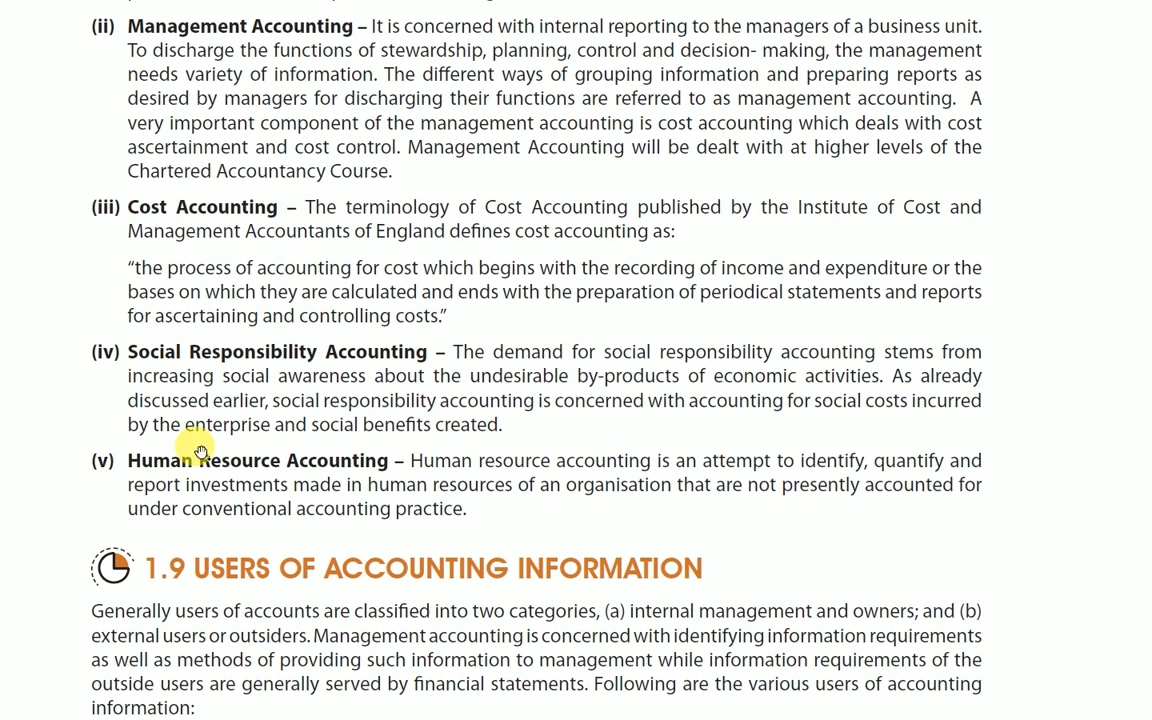 (ii) Management Accounting – It is concerned with internal reporting to the managers of a business unit.
To discharge the functions of stewardship, planning, control and decision- making, the management
needs variety of information. The different ways of grouping information and preparing reports as
desired by managers for discharging their functions are referred to as management accounting. A
very important component of the management accounting is cost accounting which deals with cost
ascertainment and cost control. Management Accounting will be dealt with at higher levels of the
Chartered Accountancy Course.
(iii) Cost Accounting – The terminology of Cost Accounting published by the Institute of Cost and
Management Accountants of England defines cost accounting as:
“the process of accounting for cost which begins with the recording of income and expenditure or the
bases on which they are calculated and ends with the preparation of periodical statements and reports
for ascertaining and controlling costs.”
(iv) Social Responsibility Accounting – The demand for social responsibility accounting stems from
increasing social awareness about the undesirable by-products of economic activities. As already
discussed earlier, social responsibility accounting is concerned with accounting for social costs incurred
by the enterprise and social benefits created.
(v) Human Resource Accounting – Human resource accounting is an attempt to identify, quantify and
report investments made in human resources of an organisation that are not presently accounted for
under conventional accounting practice.
1.9 USERS OF ACCOUNTING INFORMATION
Generally users of accounts are classified into two categories, (a) internal management and owners; and (b)
external users or outsiders. Management accounting is concerned with identifying information requirements
as well as methods of providing such information to management while information requirements of the
outside users are generally served by financial statements. Following are the various users of accounting
information: